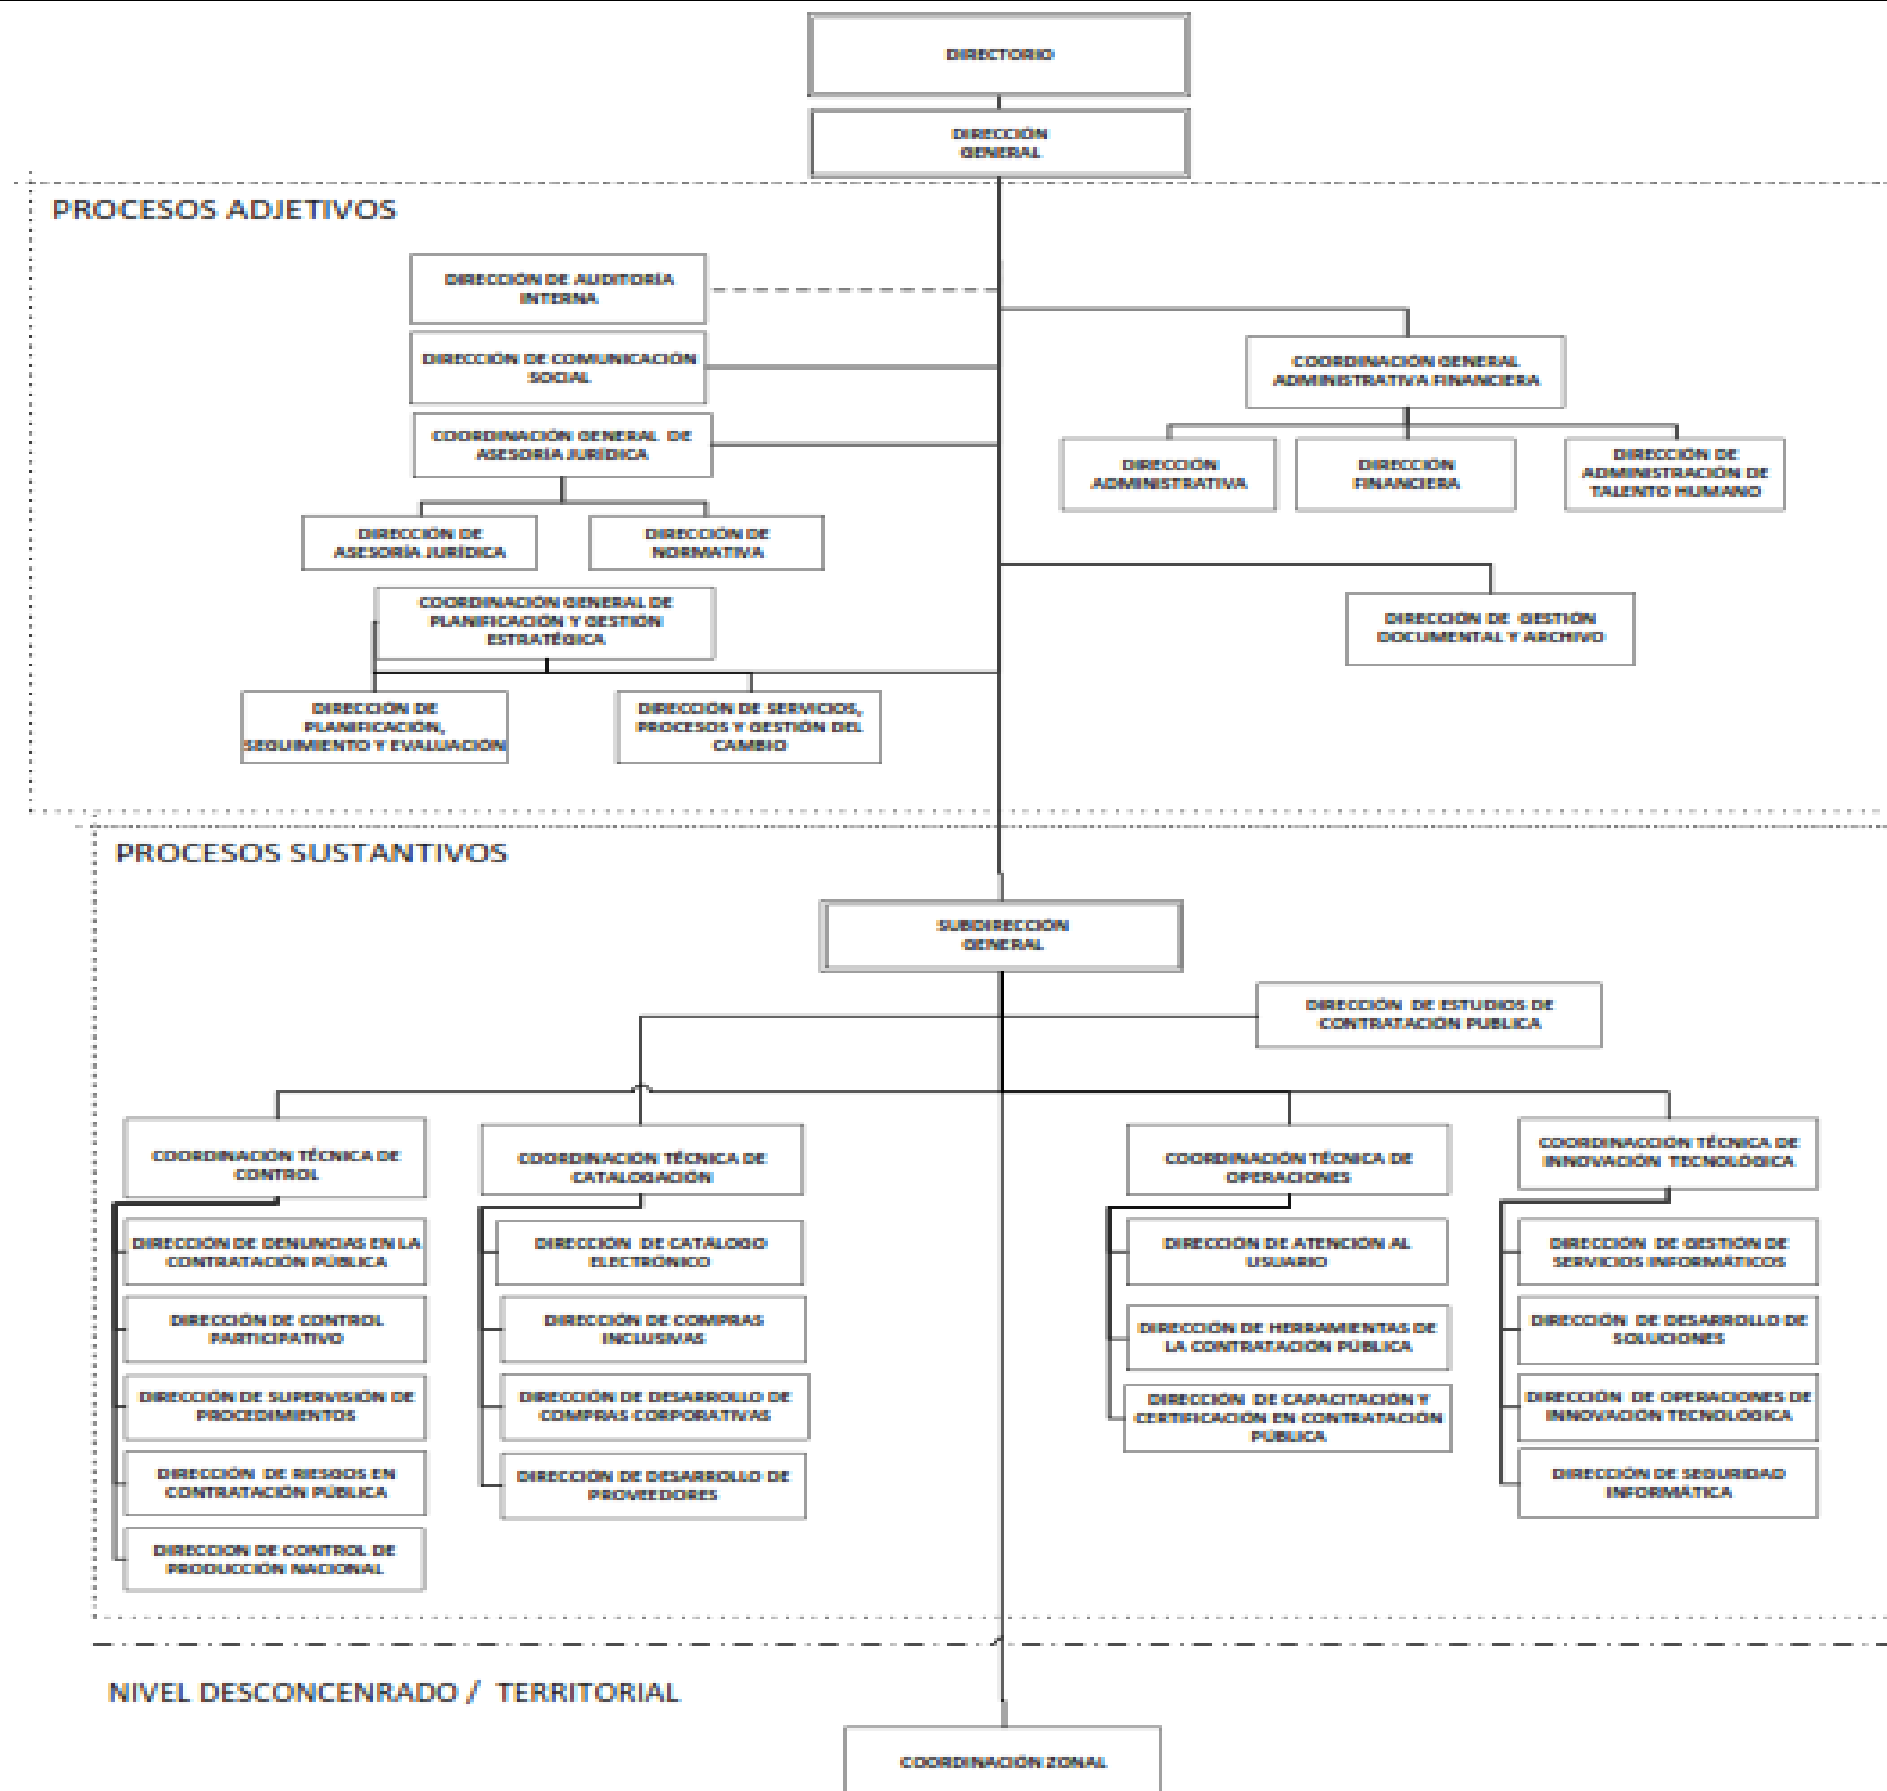 DIRECTORIO
DIRECCIÓN
GENERAL
PROCESOS ADJETIVOS
DIRECCIÓN DE AUDITORÍA
INTERNA
DIRECCIÓN DE COMUNICACIÓN
SOCIAL
COORDINACIÓN GENERAL DE
ASESORÍA JURÍDICA
DIRECCIÓN DE
ASESORÍA JURÍDICA
DIRECCIÓN DE
NORMATIVA
COORDINACIÓN GENERAL DE
PLANIFICACIÓN Y GESTIÓN
ESTRATÉGICA
DIRECCIÓN DE
PLANIFICACIÓN,
SEGUIMIENTO Y EVALUACIÓN
DIRECCIÓN DE SERVICIOS,
PROCESOS Y GESTIÓN DEL
CAMBIO
COORDINACIÓN GENERAL
ADMINISTRATIVA FINANCIERA
DIRECCIÓN
ADMINISTRATIVA
DIRECCIÓN
FINANCIERA
DIRECCIÓN DE
ADMINISTRACIÓN DE
TALENTO HUMANO
DIRECCIÓN DE GESTIÓN
DOCUMENTAL Y ARCHIVO
PROCESOS SUSTANTIVOS
SUBDIRECCIÓN
GENERAL
DIRECCIÓN DE ESTUDIOS DE
CONTRATACIÓN PUBLICA
COORDINACIÓN TÉCNICA DE
CONTROL
DIRECCIÓN DE DENUNCIAS EN LA
CONTRATACIÓN PÚBLICA
DIRECCIÓN DE CONTROL
PARTICIPATIVO
DIRECCIÓN DE SUPERVISIÓN DE
PROCEDIMIENTOS
DIRECCIÓN DE RIESGOS EN
CONTRATACIÓN PÚBLICA
DIRECCION DE CONTROL DE
PRODUCCIÓN NACIONAL
COORDINACIÓN TÉCNICA DE
CATALOGACIÓN
DIRECCIÓN DE CATÁLOGO
ELECTRÓNICO
DIRECCIÓN DE COMPRAS
INCLUSIVAS
DIRECCIÓN DE DESARROLLO DE
COMPRAS CORPORATIVAS
DIRECCIÓN DE DESARROLLO DE
PROVEEDORES
COORDINACIÓN TÉCNICA DE
OPERACIONES
DIRECCIÓN DE ATENCIÓN AL
USUARIO
DIRECCIÓN DE HERRAMIENTAS DE
LA CONTRATACIÓN PÚBLICA
DIRECCIÓN DE CAPACITACIÓN Y
CERTIFICACIÓN EN CONTRATACIÓN
PÚBLICA
COORDINACCIÓN TÉCNICA DE
INNOVACIÓN TECNOLÓGICA
DIRECCIÓN DE GESTIÓN DE
SERVICIOS INFORMÁTICOS
DIRECCIÓN DE DESARROLLO DE
SOLUCIONES
DIRECCIÓN DE OPERACIONES DE
INNOVACIÓN TECNOLÓGICA
DIRECCIÓN DE SEGURIDAD
INFORMÁTICA
NIVEL DESCONCENRADO / TERRITORIAL
COORDINACIÓN ZONAL